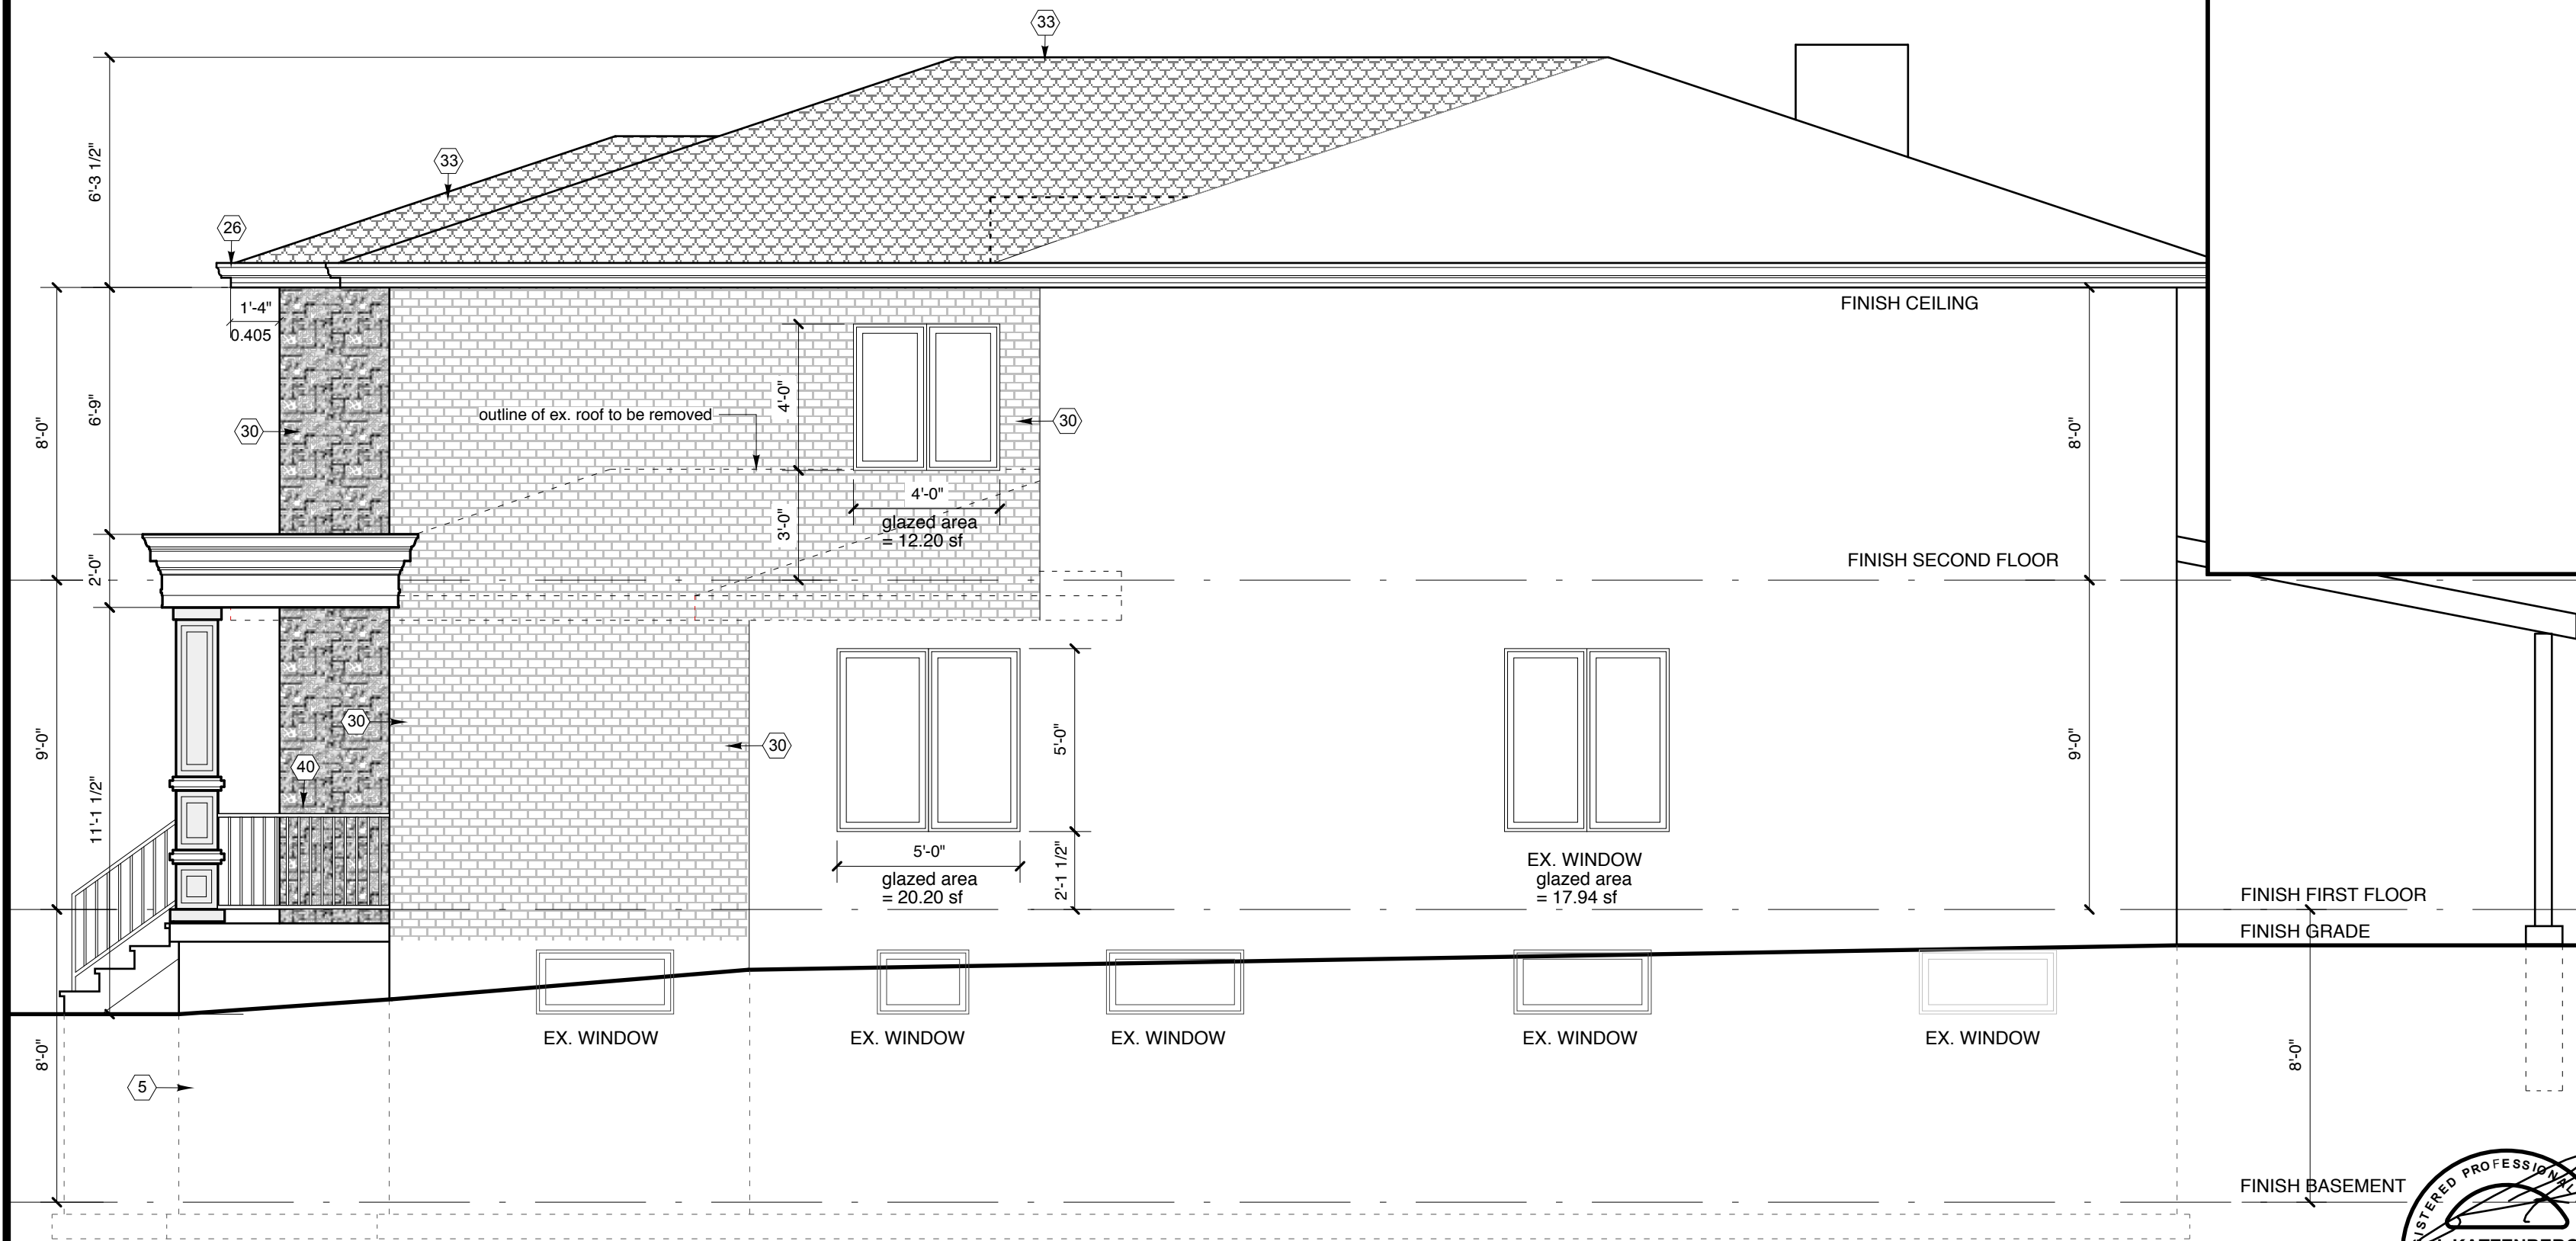 33
33
6'-3 1/2"
26
1'-4"
0.405
FINISH CEILING
8'-0"
6'-9"
30
outline of ex. roof to be removed
4'-0"
30
8'-0"
4'-0"
3'-0"
glazed area
= 12.20 sf
2'-0"
FINISH SECOND FLOOR
9'-0"
30
30
40
11'-1 1/2"
5'-0"
9'-0"
5'-0"
2'-1 1/2"
glazed area
= 20.20 sf
EX. WINDOW
glazed area
= 17.94 sf
FINISH FIRST FLOOR
FINISH GRADE
EX. WINDOW
EX. WINDOW
EX. WINDOW
EX. WINDOW
EX. WINDOW
8'-0"
8'-0"
5
FINISH BASEMENT
PROFESSIONAL